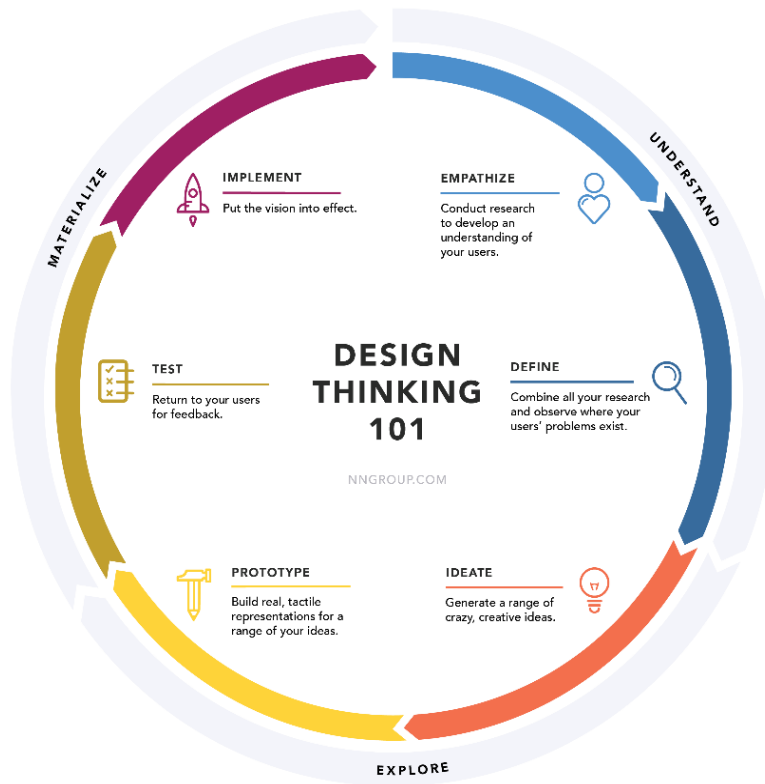 DESIGN
THINKING
101
NNGROUP.COM
UNDERSTAND
EMPATHIZE
Conduct research
to develop an
understanding of
your users.
DEFINE
Combine all your research
and observe where your
users' problems exist.
EXPLORE
IDEATE
Generate a range of
crazy, creative ideas.
PROTOTYPE
Build real, tactile
representations for a
range of your ideas.
MATERIALIZE
TEST
Return to your users
for feedback.
IMPLEMENT
Put the vision into effect.